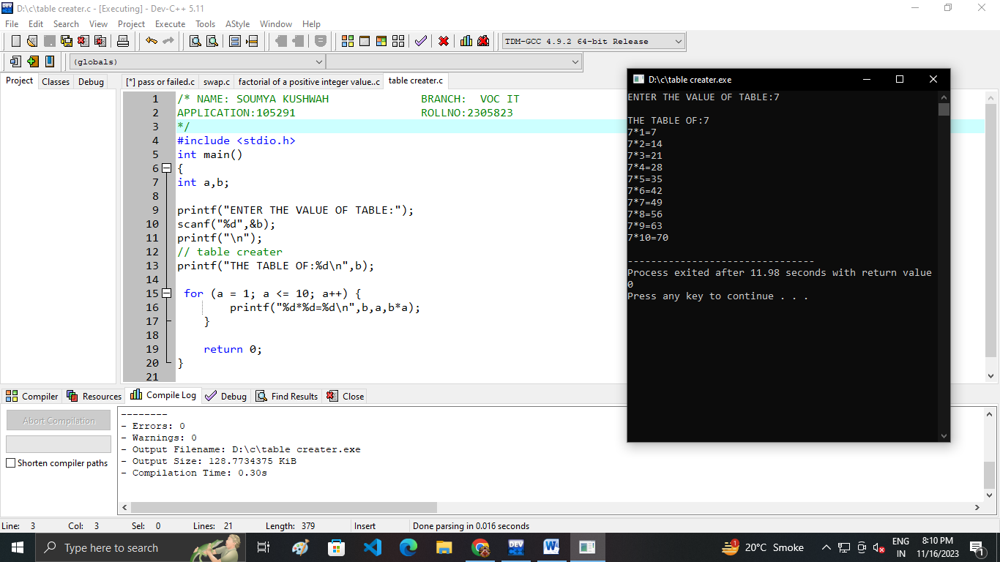 D:\c\table creater.c - [Executing] - Dev-C++ 5.11
File Edit Search View Project Execute Tools AStyle Window Help
TDM-GCC 4.9.2 64-bit Release
(globals)
Project Classes Debug
[*] pass or failed.c swap.c factorial of a positive integer value..c table creater.c
1 /* NAME: SOUMYA KUSHWAH BRANCH: VOC IT
2 APPLICATION:105291 ROLLNO:2305823
3 */
4 #include <stdio.h>
5 int main()
6 {
7 int a,b;
8
9 printf("ENTER THE VALUE OF TABLE:");
10 scanf("%d",&b);
11 printf("\n");
12 // table creater
13 printf("THE TABLE OF:%d\n",b);
14
15 for (a = 1; a <= 10; a++) {
16 printf("%d*%d=%d\n",b,a,b*a);
17 }
18
19 return 0;
20 }
21
D:\c\table creater.exe
ENTER THE VALUE OF TABLE:7
THE TABLE OF:7
7*1=7
7*2=14
7*3=21
7*4=28
7*5=35
7*6=42
7*7=49
7*8=56
7*9=63
7*10=70
--------------------------------
Process exited after 11.98 seconds with return value
0
Press any key to continue . . .
Compiler Resources Compile Log Debug Find Results Close
Abort Compilation
Shorten compiler paths
--------
- Errors: 0
- Warnings: 0
- Output Filename: D:\c\table creater.exe
- Output Size: 128.7734375 KiB
- Compilation Time: 0.30s
Line: 3 Col: 3 Sel: 0 Lines: 21 Length: 379 Insert Done parsing in 0.016 seconds
Type here to search
DEV
W
1
20°C Smoke
ENG
IN
8:10 PM
11/16/2023
1